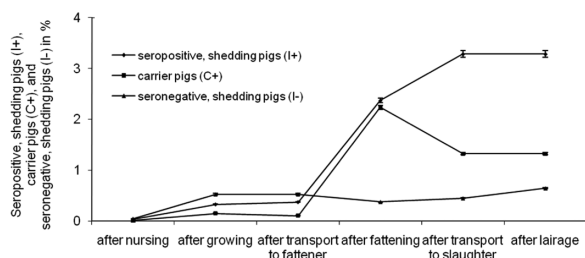 Seropositive, shedding pigs (I+),
carrier pigs (C+), and
seronegative, shedding pigs (I-) in %
4
3
2
1
0
seropositive, shedding pigs (I+)
carrier pigs (C+)
seronegative, shedding pigs (I-)
after nursing after growing after transport after fattening after transport after lairage
to fattener to slaughter